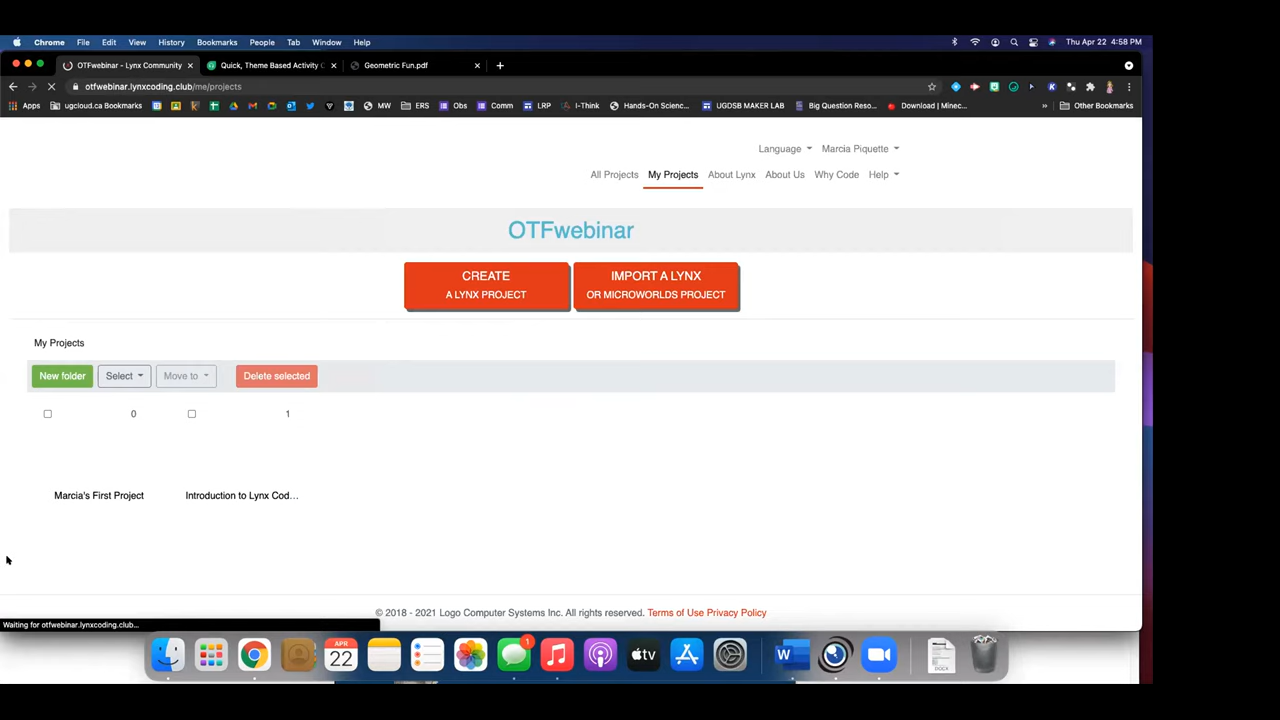 Chrome File Edit View History Bookmarks People Tab Window Help Thu Apr 22 4:58 PM
OTFwebinar - Lynx Community Quick, Theme Based Activity C Geometric Fun.pdf
otfwebinar.lynxcoding.club/me/projects
Apps ugcloud.ca Bookmarks MW ERS Obs Comm LRP I-Think Hands-On Scienc... UGDSB MAKER LAB Big Question Reso... Download | Minec... » Other Bookmarks
Language Marcia Piquette
All Projects My Projects About Lynx About Us Why Code Help
OTFwebinar
CREATE
A LYNX PROJECT
IMPORT A LYNX
OR MICROWORLDS PROJECT
My Projects
New folder Select Move to Delete selected
0 1
Marcia's First Project Introduction to Lynx Cod...
© 2018 - 2021 Logo Computer Systems Inc. All rights reserved. Terms of Use Privacy Policy
Waiting for otfwebinar.lynxcoding.club...
APR
22
1
tv
W
DOCX